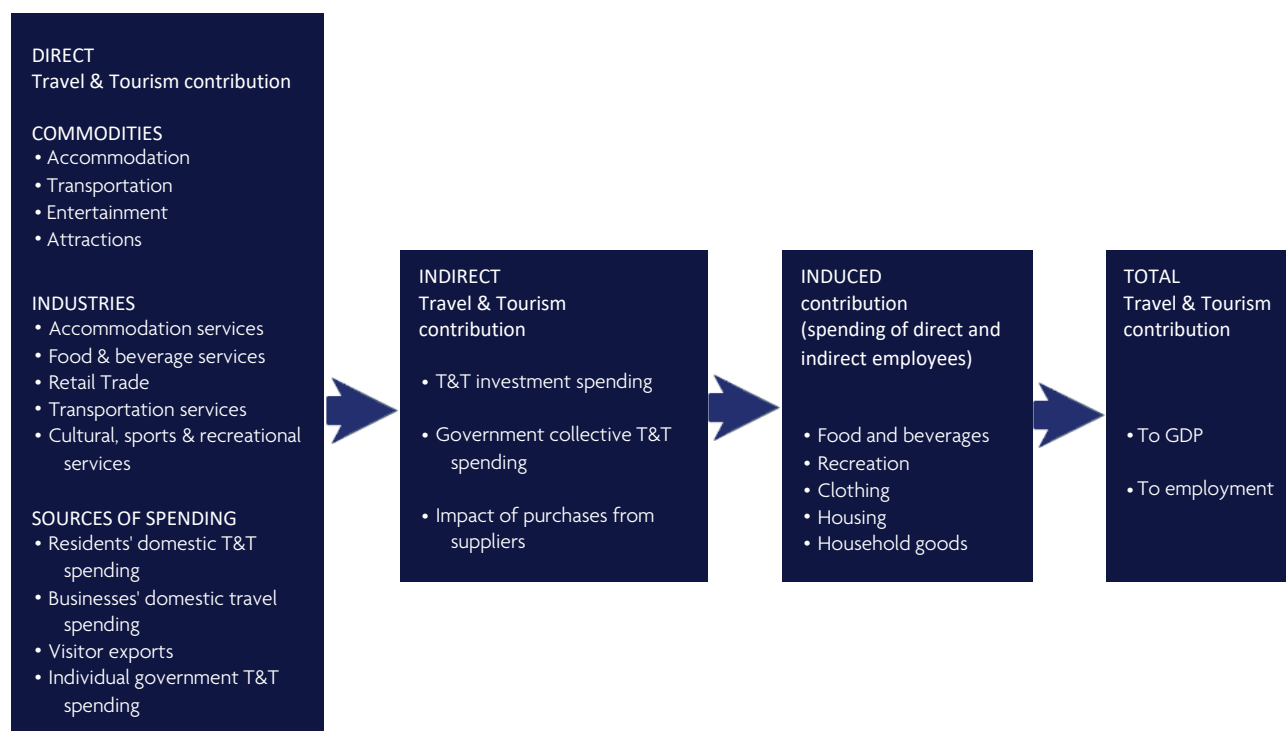 DIRECT
Travel & Tourism contribution
COMMODITIES
• Accommodation
• Transportation
• Entertainment
• Attractions
INDUSTRIES
• Accommodation services
• Food & beverage services
• Retail Trade
• Transportation services
• Cultural, sports & recreational
services
SOURCES OF SPENDING
• Residents' domestic T&T
spending
• Businesses' domestic travel
spending
• Visitor exports
• Individual government T&T
spending
INDIRECT
Travel & Tourism
contribution
• T&T investment spending
• Government collective T&T
spending
• Impact of purchases from
suppliers
INDUCED
contribution
(spending of direct and
indirect employees)
• Food and beverages
• Recreation
• Clothing
• Housing
• Household goods
TOTAL
Travel & Tourism
contribution
• To GDP
• To employment